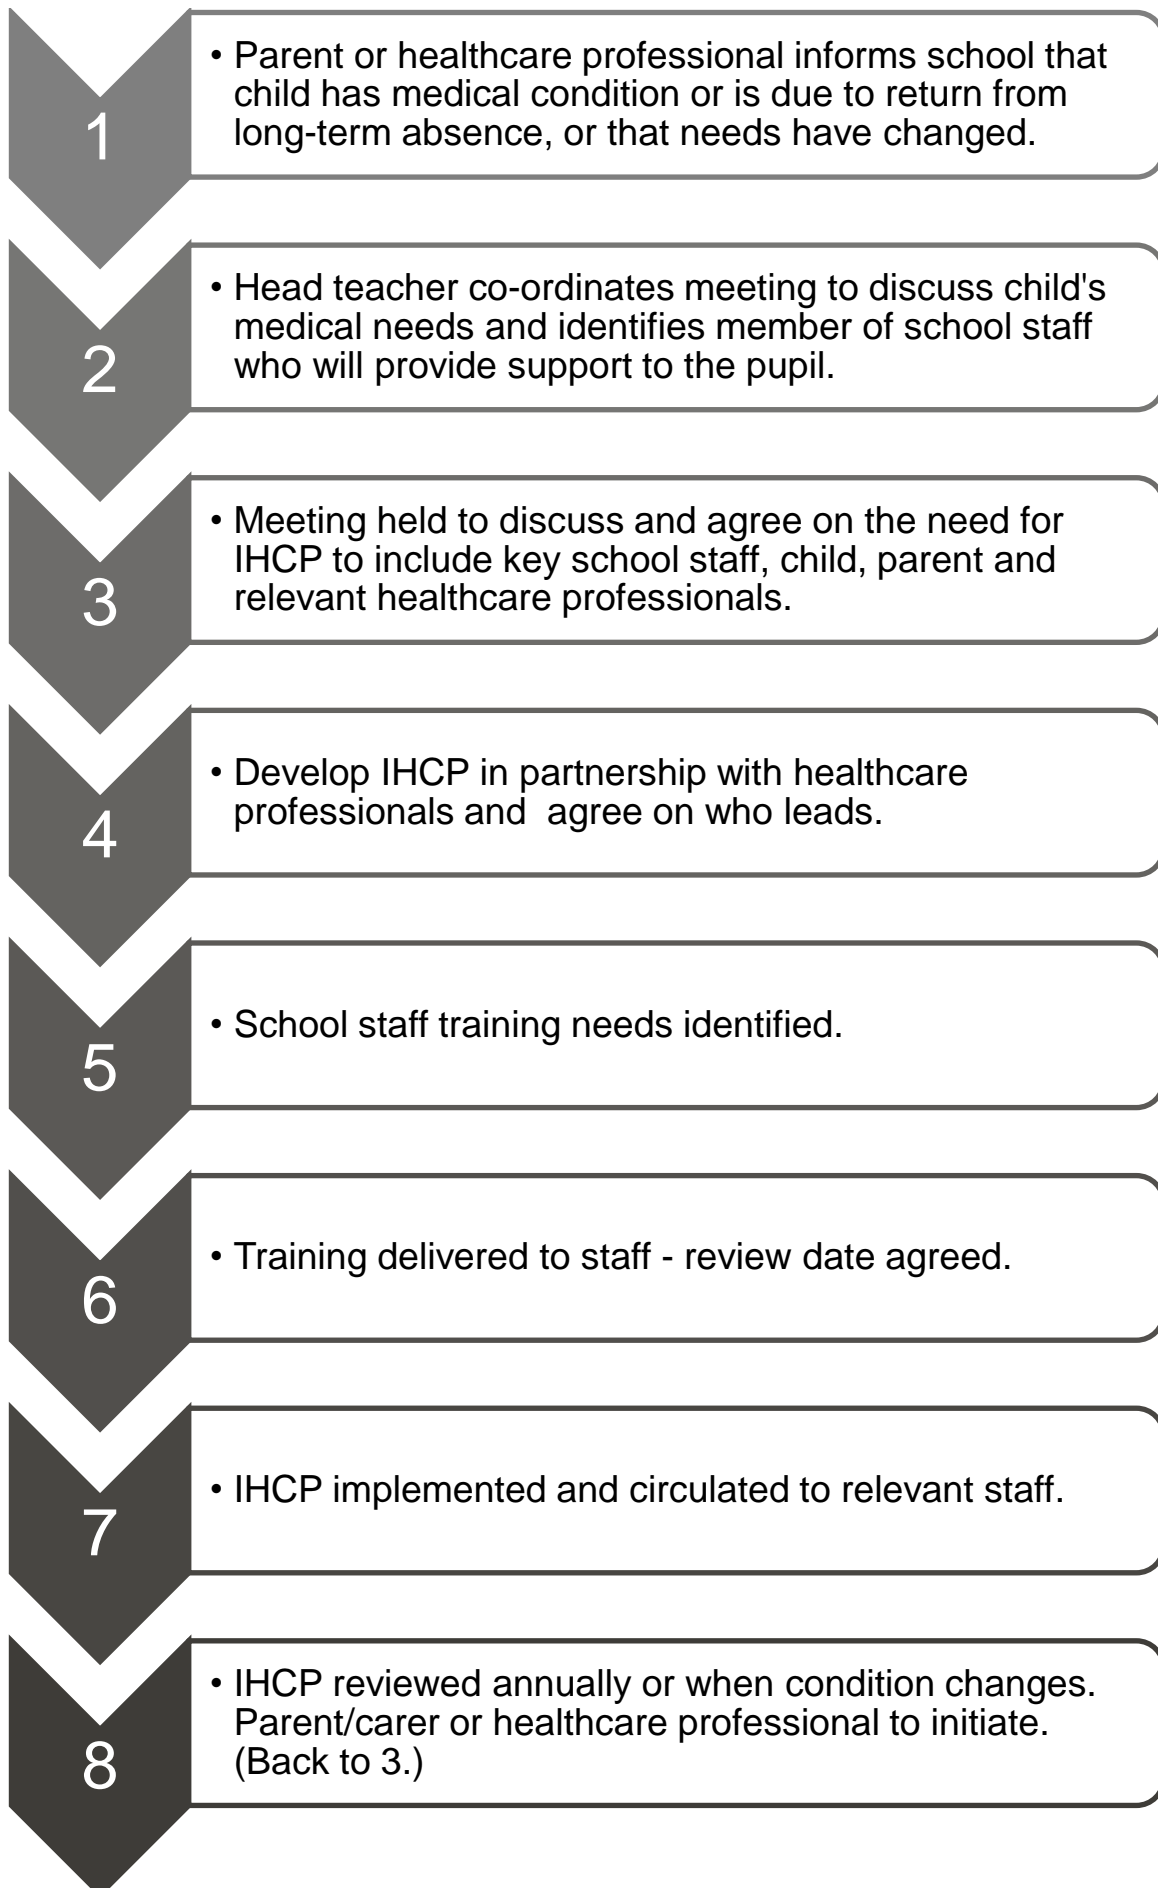 1
• Parent or healthcare professional informs school that
child has medical condition or is due to return from
long-term absence, or that needs have changed.
2
• Head teacher co-ordinates meeting to discuss child's
medical needs and identifies member of school staff
who will provide support to the pupil.
3
• Meeting held to discuss and agree on the need for
IHCP to include key school staff, child, parent and
relevant healthcare professionals.
4
• Develop IHCP in partnership with healthcare
professionals and  agree on who leads.
5
• School staff training needs identified.
6
• Training delivered to staff - review date agreed.
7
• IHCP implemented and circulated to relevant staff.
8
• IHCP reviewed annually or when condition changes.
Parent/carer or healthcare professional to initiate.
(Back to 3.)